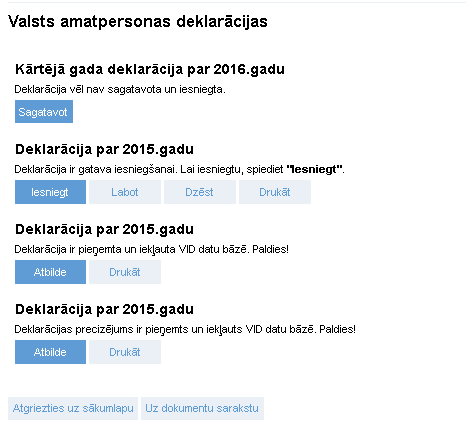 Valsts amatpersonas deklarācijas
Kārtējā gada deklarācija par 2016.gadu
Deklarācija vēl nav sagatavota un iesniegta.
Sagatavot
Deklarācija par 2015.gadu
Deklarācija ir gatava iesniegšanai. Lai iesniegtu, spiediet "Iesniegt".
Iesniegt Labot Dzēst Drukāt
Deklarācija par 2015.gadu
Deklarācija ir pieņemta un iekļauta VID datu bāzē. Paldies!
Atbilde Drukāt
Deklarācija par 2015.gadu
Deklarācijas precizējums ir pieņemts un iekļauts VID datu bāzē. Paldies!
Atbilde Drukāt
Atgriezties uz sākumlapu Uz dokumentu sarakstu